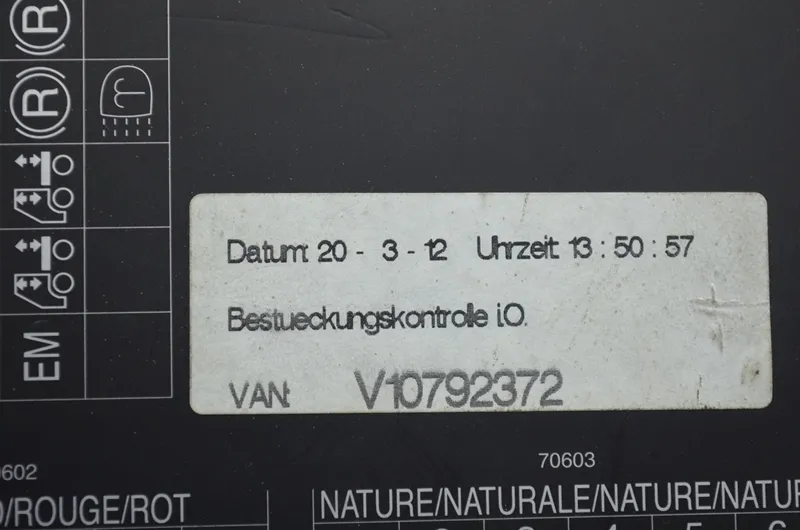 R
R
Datum: 20 - 3 - 12 Uhrzeit: 13 : 50 : 57
Bestueckungskontrolle i.O.
EM
VAN: V10792372
70603
/ROUGE/ROT
NATURE/NATURALE/NATURE/NATUR